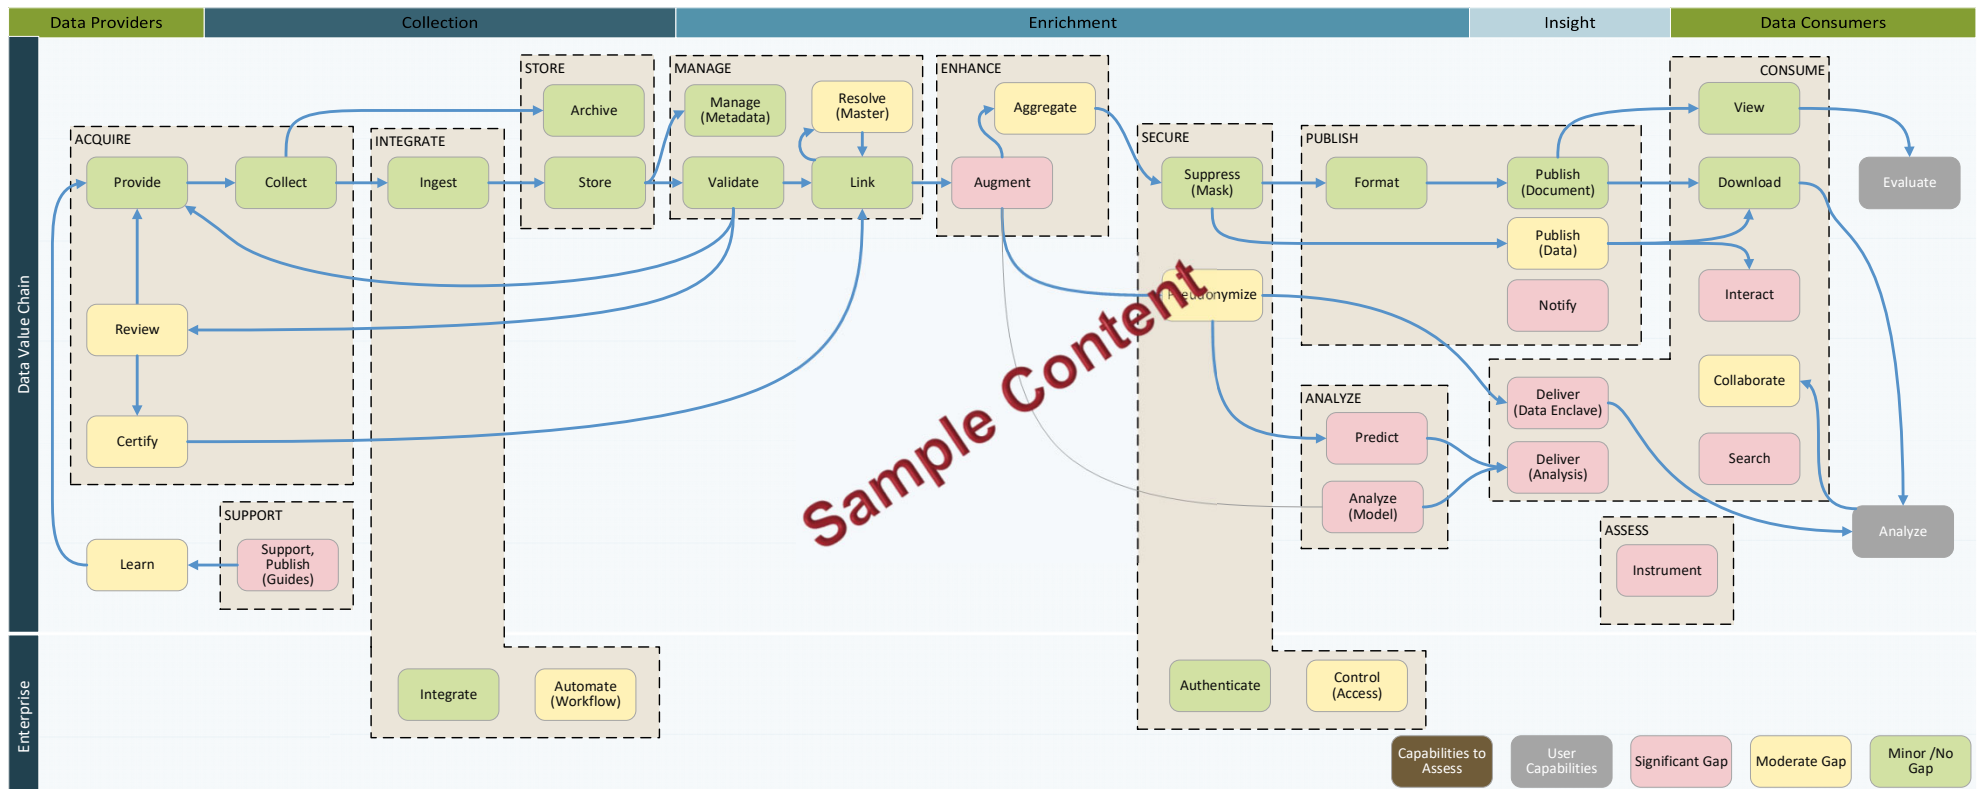 Data Providers
Collection
Enrichment
Insight
Data Consumers
Data Value Chain
Enterprise
STORE
Archive
Store
MANAGE
Manage
(Metadata)
Resolve
(Master)
Validate
Link
ENHANCE
Aggregate
Augment
CONSUME
View
Download
Interact
Collaborate
Search
Evaluate
ACQUIRE
Provide
Collect
Review
Certify
INTEGRATE
Ingest
SECURE
Suppress
(Mask)
Pseudonymize
PUBLISH
Format
Publish
(Document)
Publish
(Data)
Notify
Deliver
(Data Enclave)
Deliver
(Analysis)
ANALYZE
Predict
Analyze
(Model)
Analyze
SUPPORT
Support,
Publish
(Guides)
Learn
ASSESS
Instrument
Sample Content
Integrate
Automate
(Workflow)
Authenticate
Control
(Access)
Capabilities to
Assess
User
Capabilities
Significant Gap
Moderate Gap
Minor /No
Gap